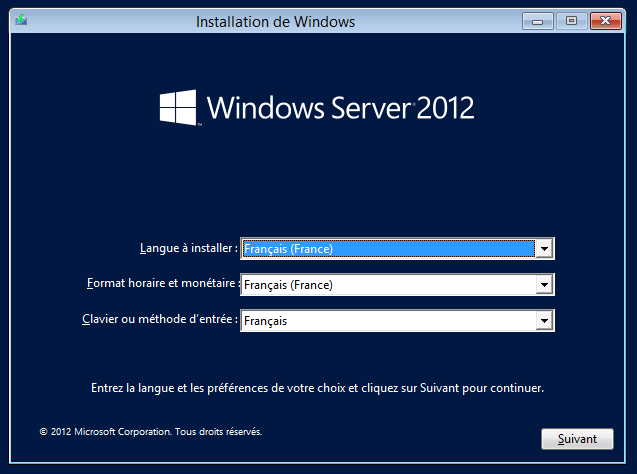 Installation de Windows
Windows Server 2012
Langue à installer : Français (France)
Format horaire et monétaire : Français (France)
Clavier ou méthode d'entrée : Français
Entrez la langue et les préférences de votre choix et cliquez sur Suivant pour continuer.
© 2012 Microsoft Corporation. Tous droits réservés.
Suivant